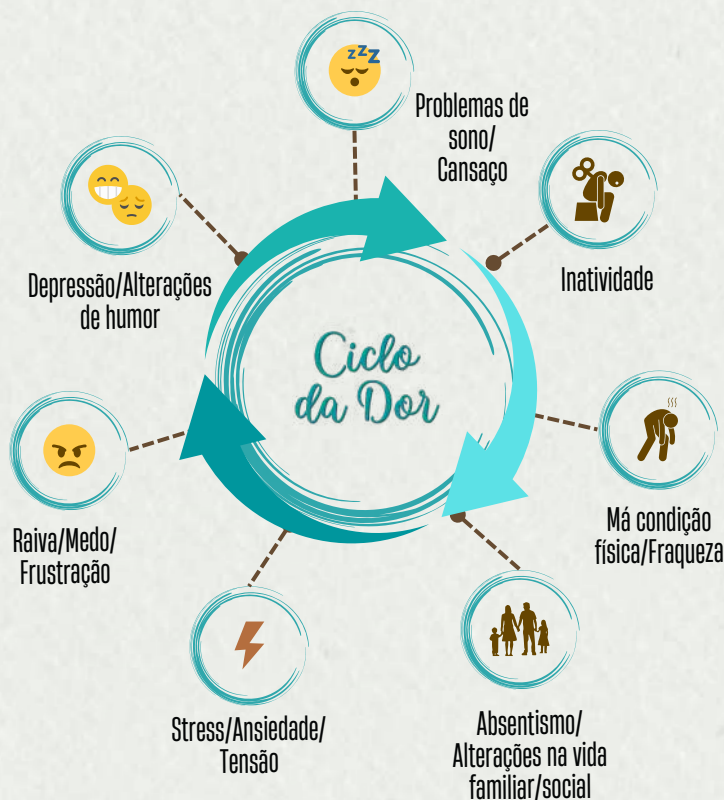 zzZ
Problemas de
sono/
Cansaço
Inatividade
Má condição
física/Fraqueza
Absentismo/
Alterações na vida
familiar/social
Stress/Ansiedade/
Tensão
Raiva/Medo/
Frustração
Depressão/Alterações
de humor
Ciclo
da Dor